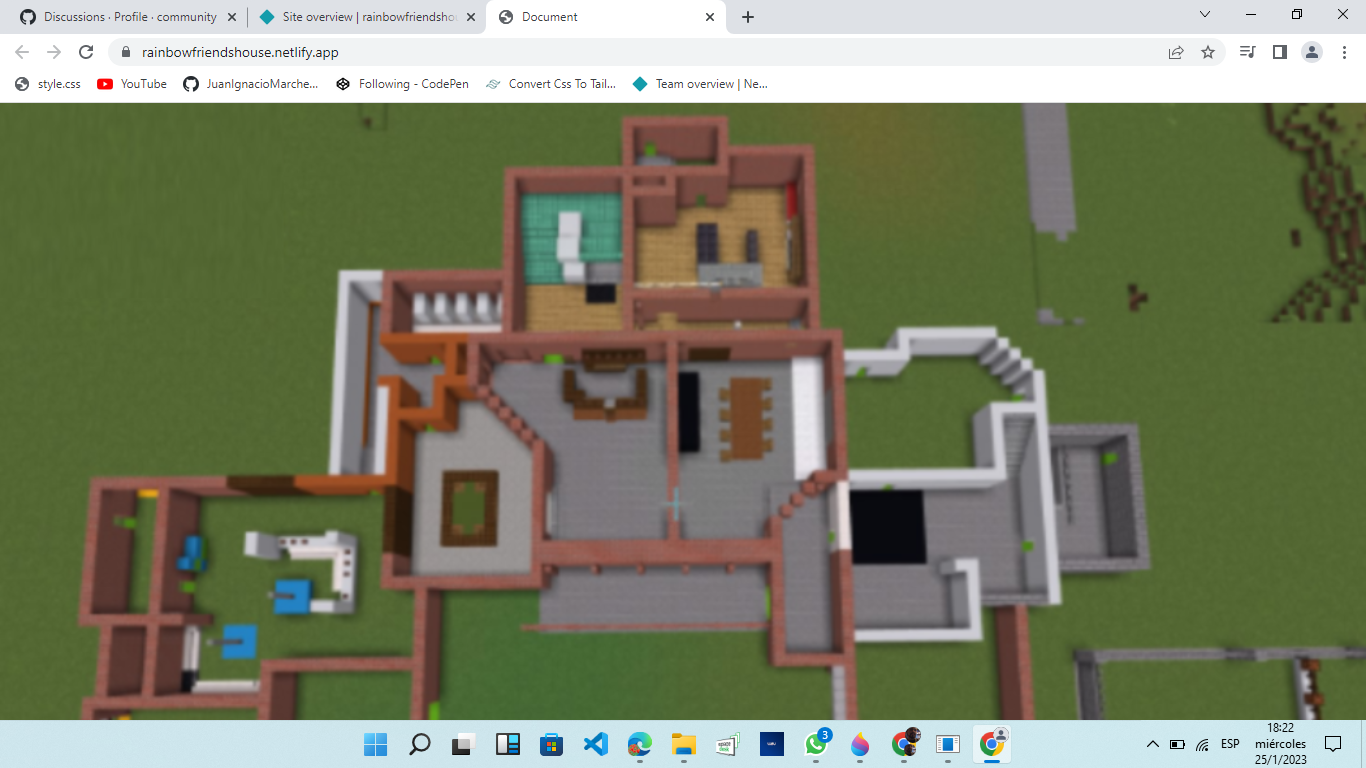 Discussions · Profile · community
Site overview | rainbowfriendshou
Document
rainbowfriendshouse.netlify.app
style.css
YouTube
JuanIgnacioMarche...
Following - CodePen
Convert Css To Tail...
Team overview | Ne...
3
ESP
18:22
miércoles
25/1/2023